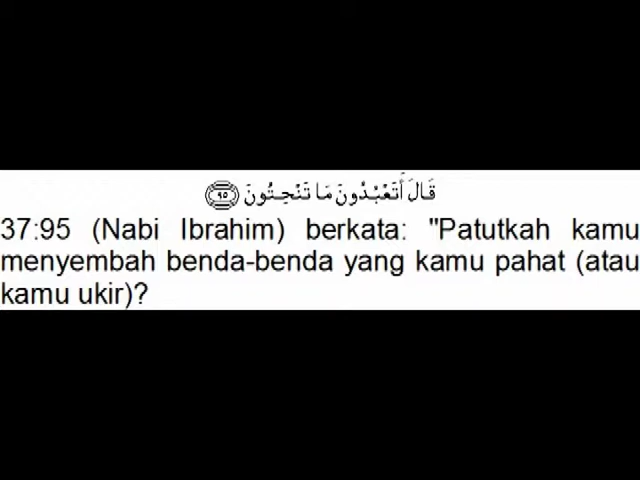 قَالَ أَتَعْبُدُونَ مَا تَنْحِتُونَ ﴿٩٥﴾
37:95 (Nabi Ibrahim) berkata: "Patutkah kamu
menyembah benda-benda yang kamu pahat (atau
kamu ukir)?